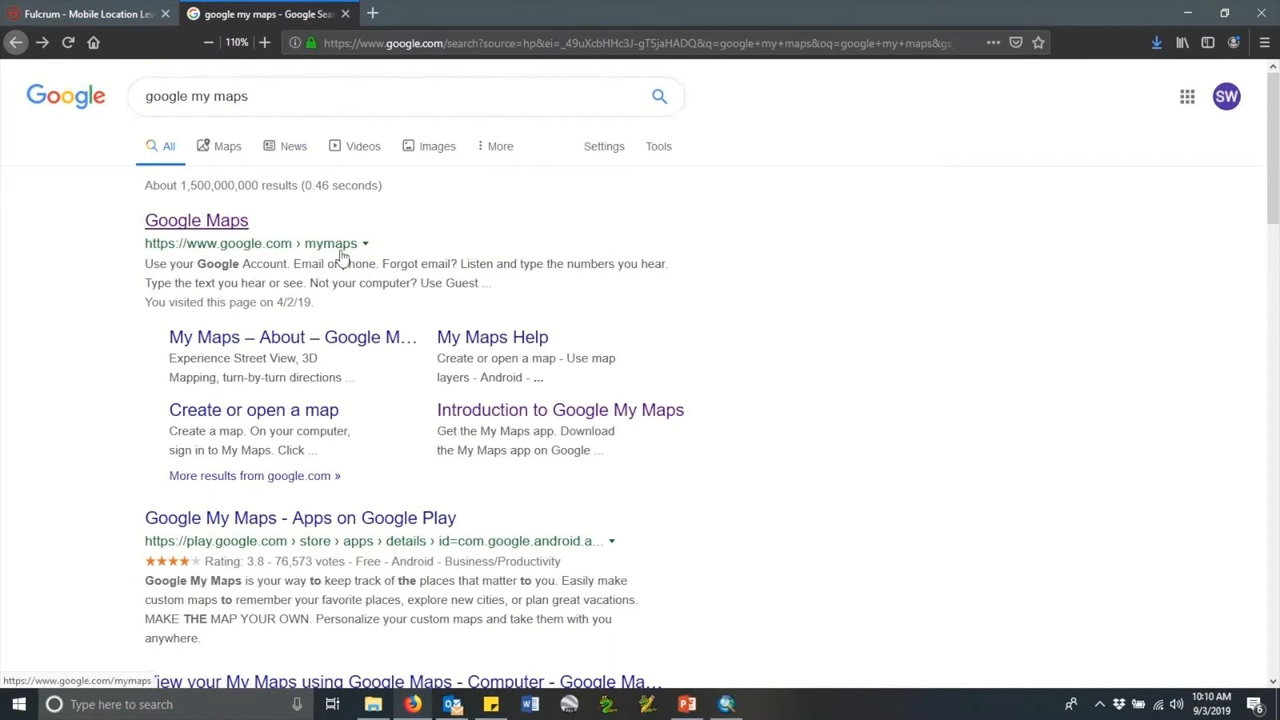 Fulcrum - Mobile Location Lev
google my maps - Google Sea
110%
https://www.google.com/search?source=hp&ei=_49uXcbHHc3J-gT5jaHADQ&q=google+my+maps&oq=google+my+maps&gs_
Google
google my maps
SW
All
Maps
News
Videos
Images
More
Settings
Tools
About 1,500,000,000 results (0.46 seconds)
Google Maps
https://www.google.com › mymaps
Use your Google Account. Email or phone. Forgot email? Listen and type the numbers you hear.
Type the text you hear or see. Not your computer? Use Guest ...
You visited this page on 4/2/19.
My Maps – About – Google M...
Experience Street View, 3D
Mapping, turn-by-turn directions ...
My Maps Help
Create or open a map - Use map
layers - Android - ...
Create or open a map
Create a map. On your computer,
sign in to My Maps. Click ...
Introduction to Google My Maps
Get the My Maps app. Download
the My Maps app on Google ...
More results from google.com »
Google My Maps - Apps on Google Play
https://play.google.com › store › apps › details › id=com.google.android.a...
Rating: 3.8 - 76,573 votes - Free - Android - Business/Productivity
Google My Maps is your way to keep track of the places that matter to you. Easily make
custom maps to remember your favorite places, explore new cities, or plan great vacations.
MAKE THE MAP YOUR OWN. Personalize your custom maps and take them with you
anywhere.
https://www.google.com/mymaps
iew your My Maps using Google Maps - Computer - Google Ma...
Type here to search
10:10 AM
9/3/2019
6